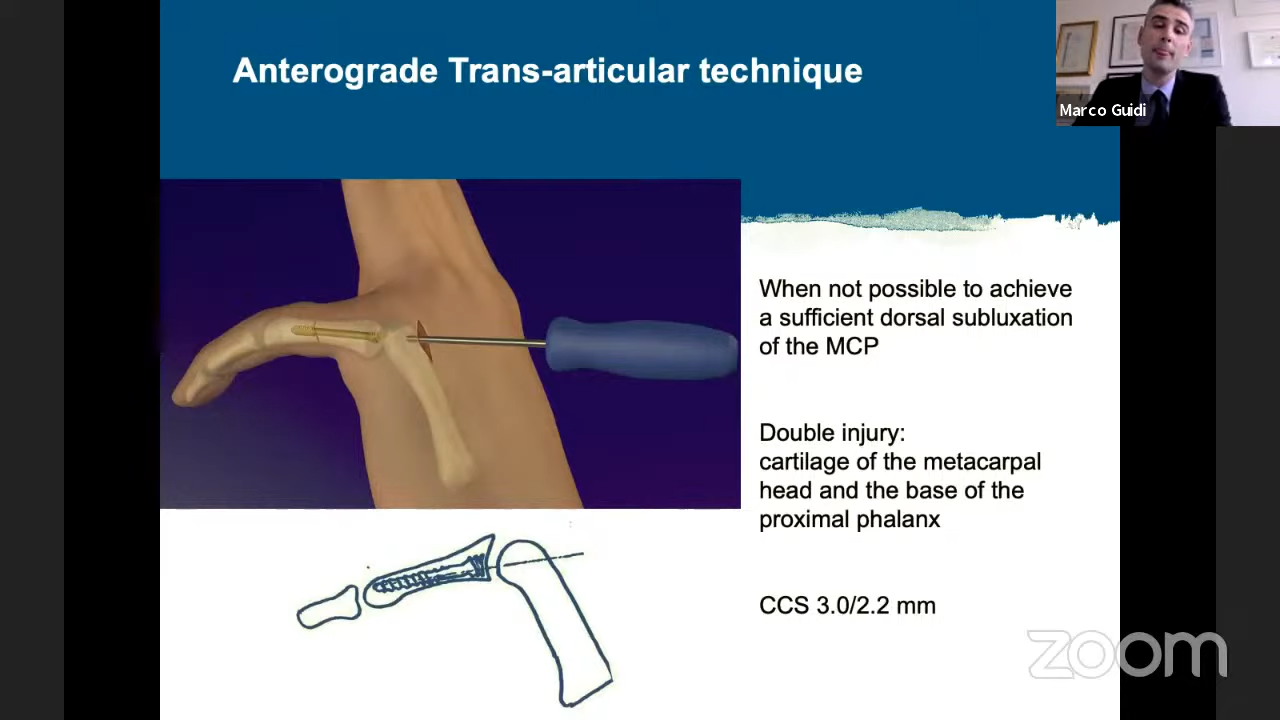 Anterograde Trans-articular technique
Marco Guidi
When not possible to achieve
a sufficient dorsal subluxation
of the MCP
Double injury:
cartilage of the metacarpal
head and the base of the
proximal phalanx
CCS 3.0/2.2 mm
zoom